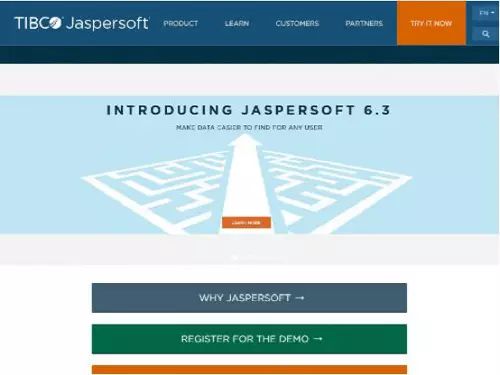 TIBCO Jaspersoft®
PRODUCT
LEARN
CUSTOMERS
PARTNERS
TRY IT NOW
EN
INTRODUCING JASPERSOFT 6.3
MAKE DATA EASIER TO FIND FOR ANY USER
LEARN MORE
WHY JASPERSOFT →
REGISTER FOR THE DEMO →